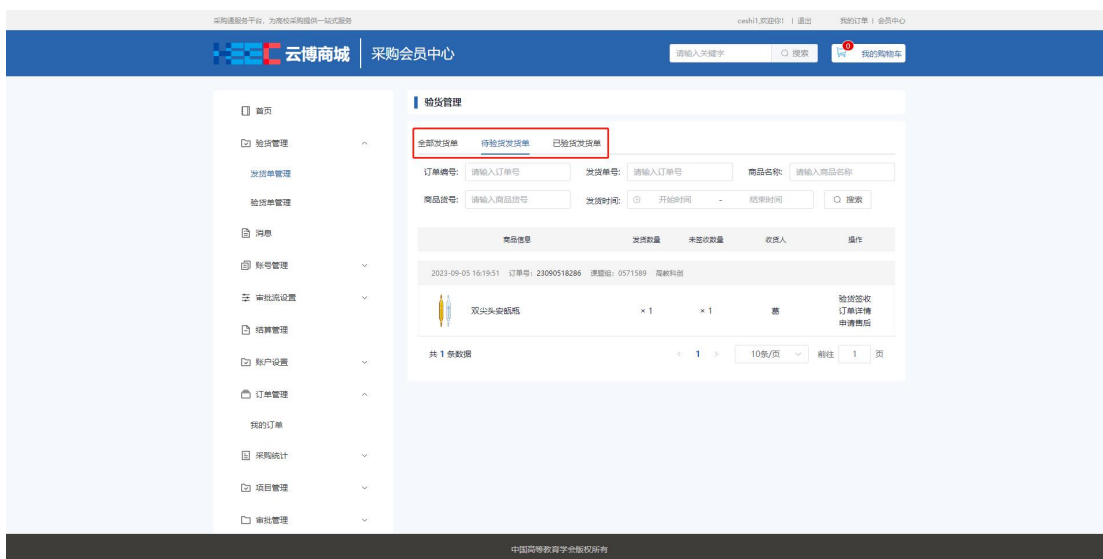 采购通服务平台，为高校采购提供一站式服务 ceshi1,欢迎你! | 退出 我的订单 | 会员中心
HEEC 云博商城 采购会员中心 请输入关键字 搜索 0 我的购物车
首页
验货管理
发货单管理
验货单管理
消息
账号管理
审批流设置
结算管理
账户设置
订单管理
我的订单
采购统计
项目管理
审批管理
验货管理
全部发货单 待验货发货单 已验货发货单
订单编号: 请输入订单号 发货单号: 请输入订单号 商品名称: 请输入商品名称
商品货号: 请输入商品货号 发货时间: 开始时间 - 结束时间 搜索
商品信息 发货数量 未签收数量 收货人 操作
2023-09-05 16:19:51 订单号: 23090518286 课题组: 0571589 高教科创
双尖头安瓿瓶 × 1 × 1 葛 验货签收
订单详情
申请售后
共 1 条数据 < 1 > 10条/页 前往 1 页
中国高等教育学会版权所有